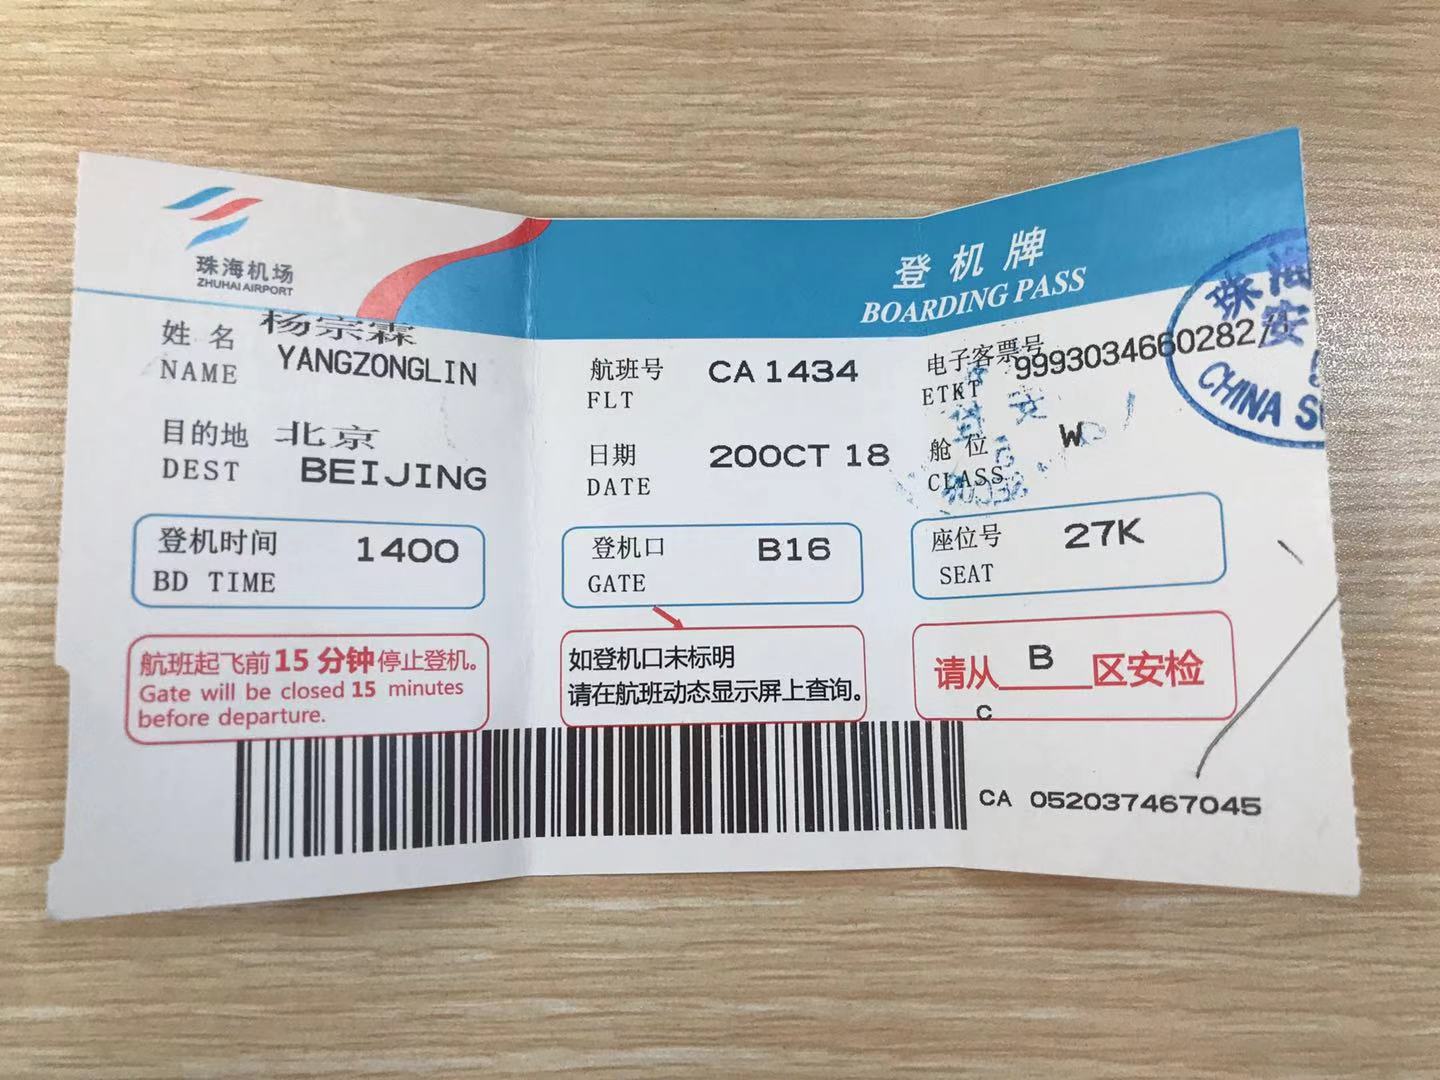 珠海机场
ZHUHAI AIRPORT
登机牌
BOARDING PASS
姓名 杨宗霖
NAME YANGZONGLIN
航班号 CA 1434
FLT
电子客票号 9993034660282/
ETKT
目的地 北京
DEST BEIJING
日期 20OCT 18
DATE
舱位 W
CLASS
登机时间 1400
BD TIME
登机口 B16
GATE
座位号 27K
SEAT
航班起飞前 15 分钟 停止登机。
Gate will be closed 15 minutes
before departure.
如登机口未标明
请在航班动态显示屏上查询。
请从 B 区安检
C
CA 052037467045
珠海
安
CHINA S